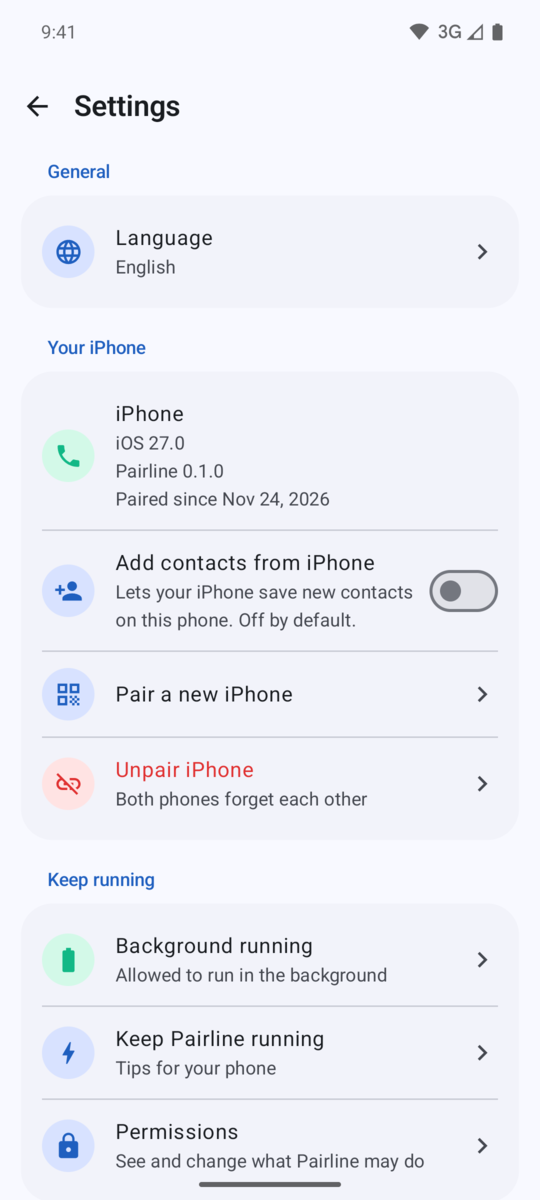 9:41
3G
Settings
General
Language
English
Your iPhone
iPhone
iOS 27.0
Pairline 0.1.0
Paired since Nov 24, 2026
Add contacts from iPhone
Lets your iPhone save new contacts
on this phone. Off by default.
Pair a new iPhone
Unpair iPhone
Both phones forget each other
Keep running
Background running
Allowed to run in the background
Keep Pairline running
Tips for your phone
Permissions
See and change what Pairline may do